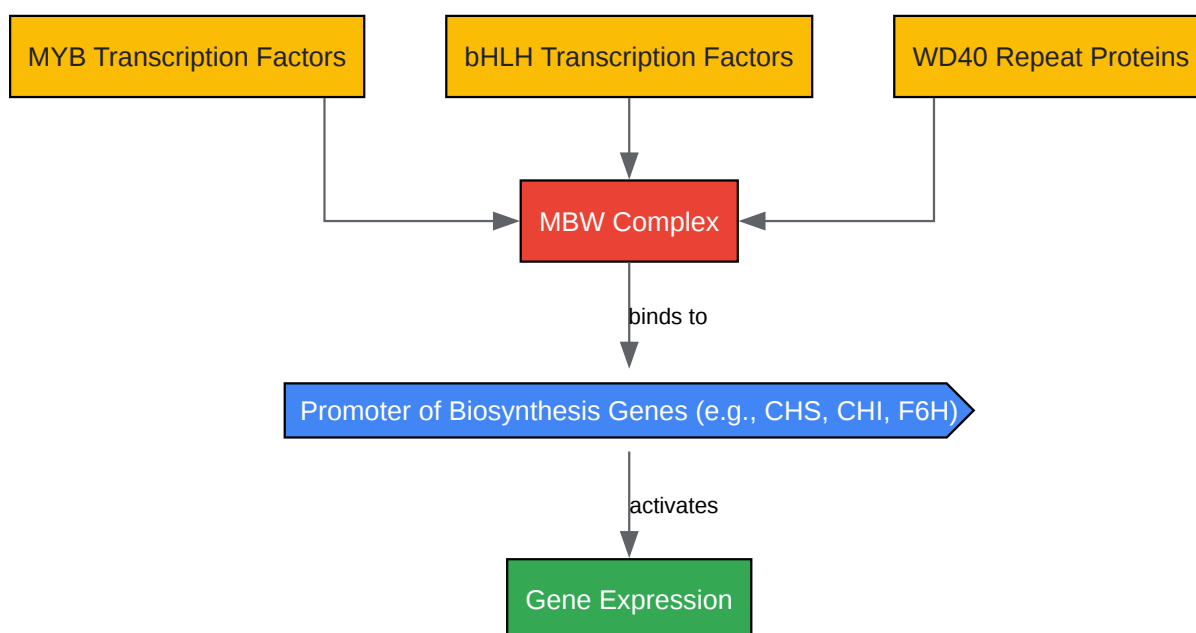 MYB Transcription Factors
bHLH Transcription Factors
WD40 Repeat Proteins
MBW Complex
binds to
Promoter of Biosynthesis Genes (e.g., CHS, CHI, F6H)
activates
Gene Expression